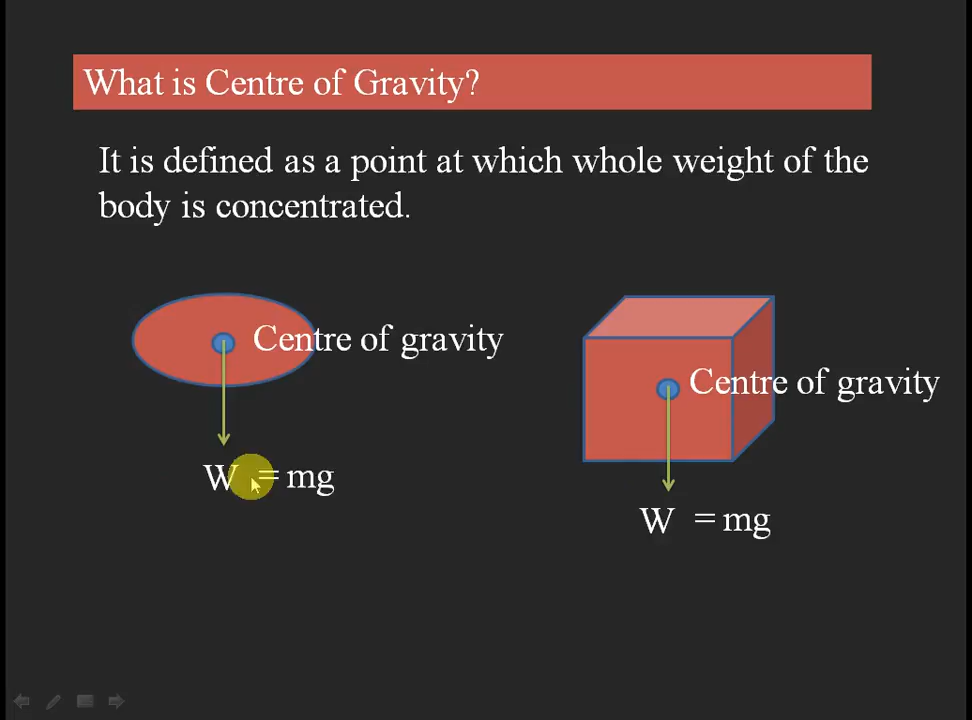 What is Centre of Gravity?
It is defined as a point at which whole weight of the
body is concentrated.
Centre of gravity
W = mg
Centre of gravity
W = mg